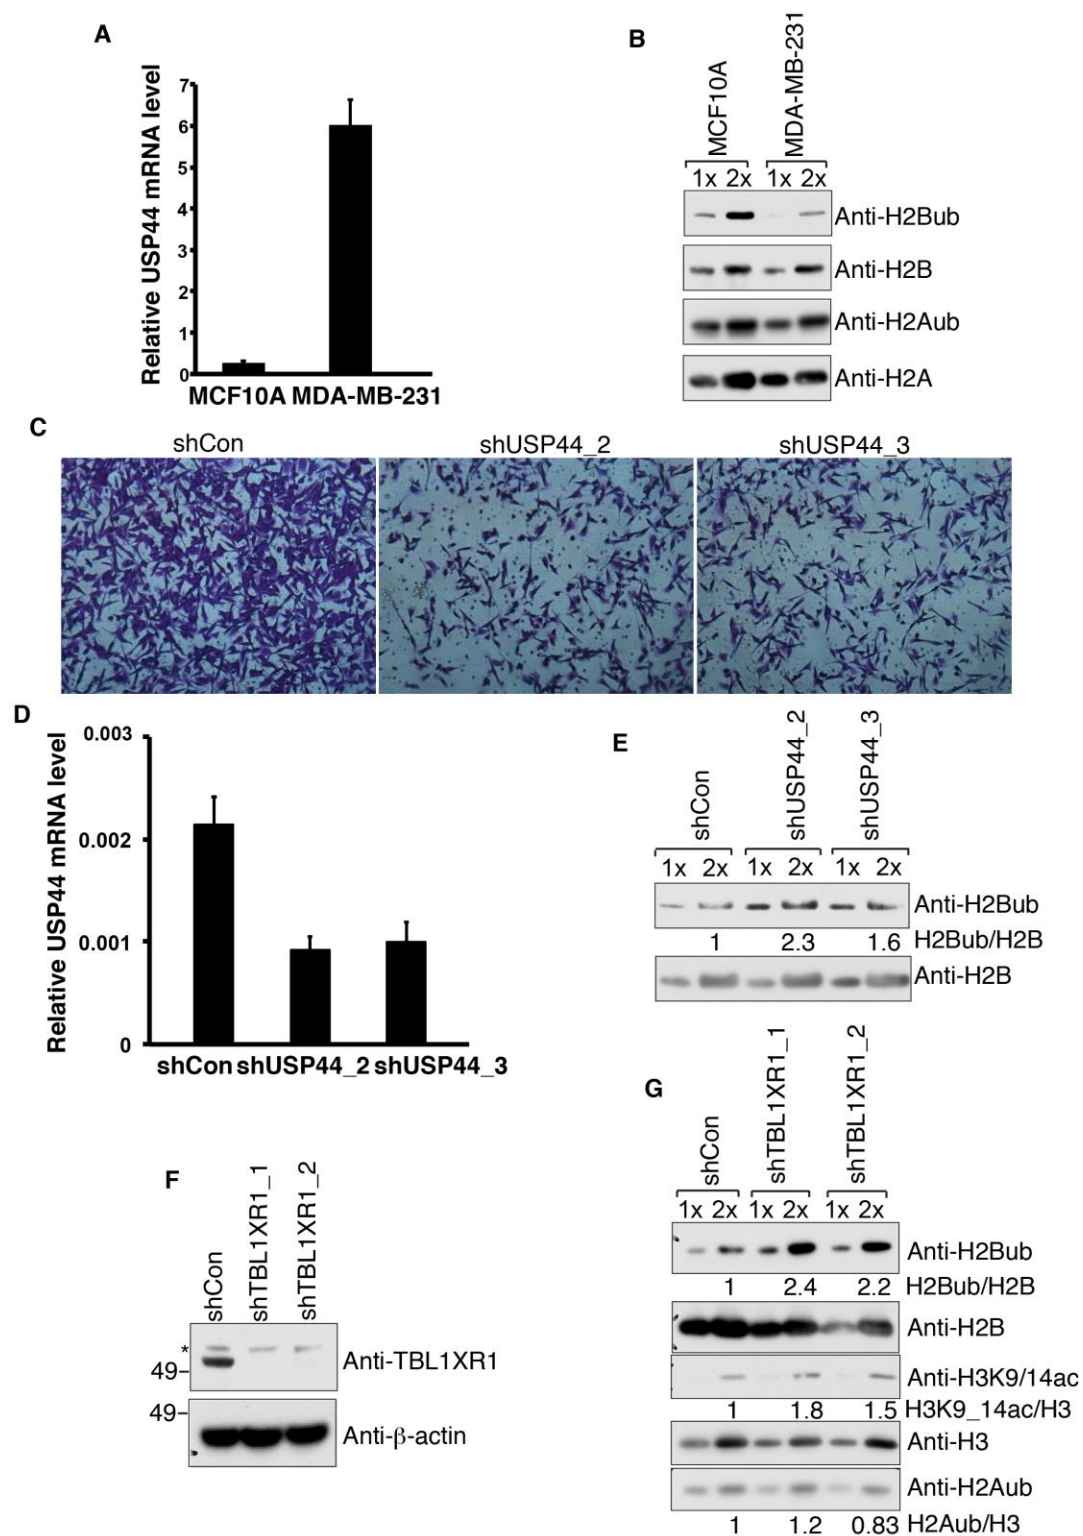 A
Relative USP44 mRNA level
7
6
5
4
3
2
1
0
MCF10A MDA-MB-231
B
MCF10A
MDA-MB-231
1x 2x 1x 2x
Anti-H2Bub
Anti-H2B
Anti-H2Aub
Anti-H2A
C
shCon shUSP44_2 shUSP44_3
D
Relative USP44 mRNA level
0.003
0.002
0.001
0
shCon shUSP44_2 shUSP44_3
E
shCon
shUSP44_2
shUSP44_3
1x 2x 1x 2x 1x 2x
Anti-H2Bub
1 2.3 1.6 H2Bub/H2B
Anti-H2B
F
shCon
shTBL1XR1_1
shTBL1XR1_2
*
49
Anti-TBL1XR1
49
Anti-β-actin
G
shCon
shTBL1XR1_1
shTBL1XR1_2
1x 2x 1x 2x 1x 2x
Anti-H2Bub
1 2.4 2.2 H2Bub/H2B
Anti-H2B
Anti-H3K9/14ac
1 1.8 1.5 H3K9_14ac/H3
Anti-H3
Anti-H2Aub
1 1.2 0.83 H2Aub/H3